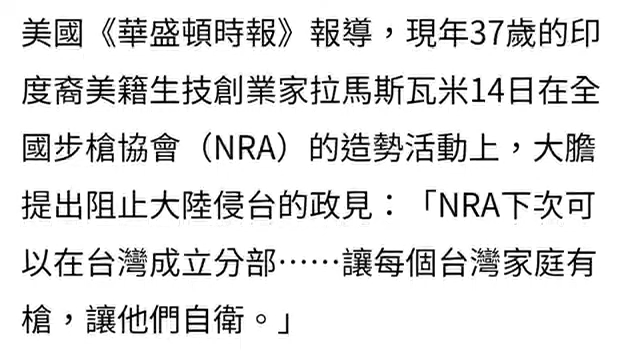 美國《華盛頓時報》報導，現年37歲的印
度裔美籍生技創業家拉馬斯瓦米14日在全
國步槍協會（NRA）的造勢活動上，大膽
提出阻止大陸侵台的政見：「NRA下次可
以在台灣成立分部……讓每個台灣家庭有
槍，讓他們自衛。」